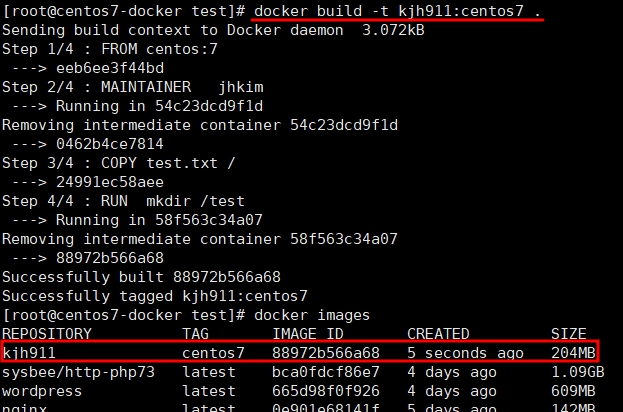 [root@centos7-docker test]# docker build -t kjh911:centos7 .
Sending build context to Docker daemon  3.072kB
Step 1/4 : FROM centos:7
 ---> eeb6ee3f44bd
Step 2/4 : MAINTAINER   jhkim
 ---> Running in 54c23dcd9f1d
Removing intermediate container 54c23dcd9f1d
 ---> 0462b4ce7814
Step 3/4 : COPY test.txt /
 ---> 24991ec58aee
Step 4/4 : RUN  mkdir /test
 ---> Running in 58f563c34a07
Removing intermediate container 58f563c34a07
 ---> 88972b566a68
Successfully built 88972b566a68
Successfully tagged kjh911:centos7
[root@centos7-docker test]# docker images
REPOSITORY          TAG       IMAGE ID       CREATED         SIZE
kjh911              centos7   88972b566a68   5 seconds ago   204MB
sysbee/http-php73   latest    bca0fdcf86e7   4 days ago      1.09GB
wordpress           latest    665d98f0f926   4 days ago      609MB
nginx               latest    0e901e68141f   5 days ago      142MB